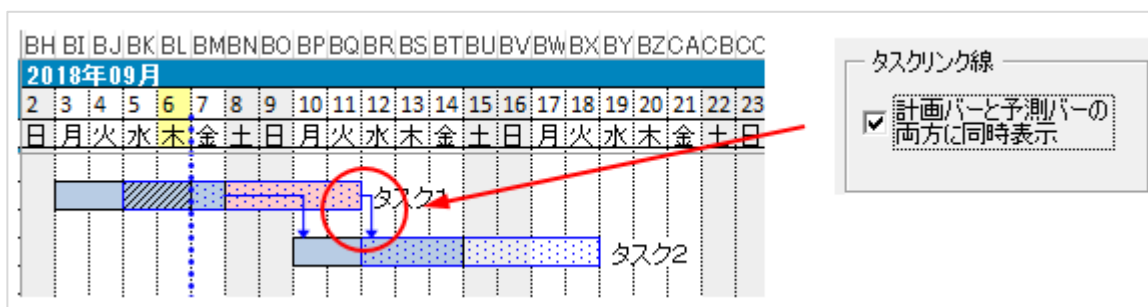 BH BI BJ BK BL BM BN BO BP BQ BR BS BT BU BV BW BX BY BZ CA CB CC
2018年09月
2 3 4 5 6 7 8 9 10 11 12 13 14 15 16 17 18 19 20 21 22 23
日 月 火 水 木 金 土 日 月 火 水 木 金 土 日 月 火 水 木 金 土 日
タスク1
タスク2
タスクリンク線
計画バーと予測バーの
両方に同時表示